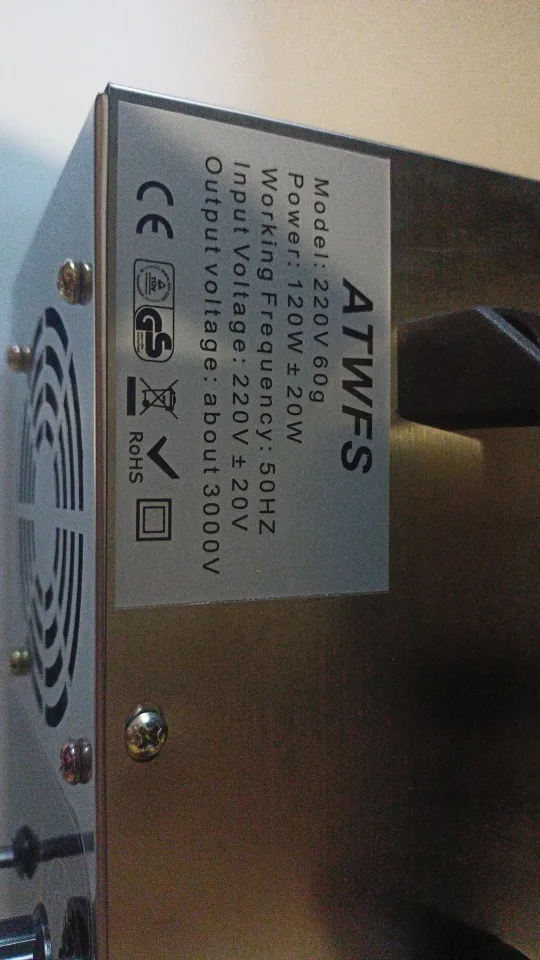 ATWFS
Model: 220V 60g
Power: 120W ± 20W
Working Frequency: 50HZ
Input Voltage: 220V ± 20V
Output voltage: about 3000V
CE
GS
RoHS